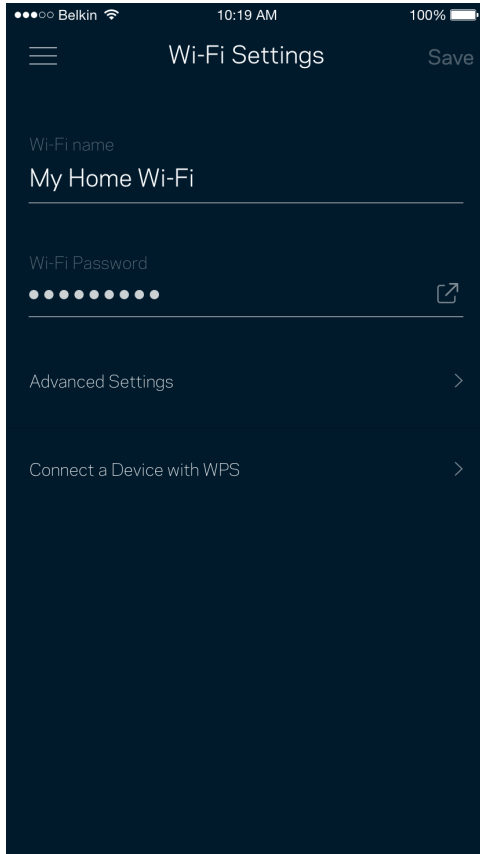 Belkin 10:19 AM 100%
Wi-Fi Settings Save
Wi-Fi name
My Home Wi-Fi
Wi-Fi Password
●●●●●●●●●
Advanced Settings
Connect a Device with WPS